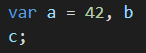 var a = 42, b
c;